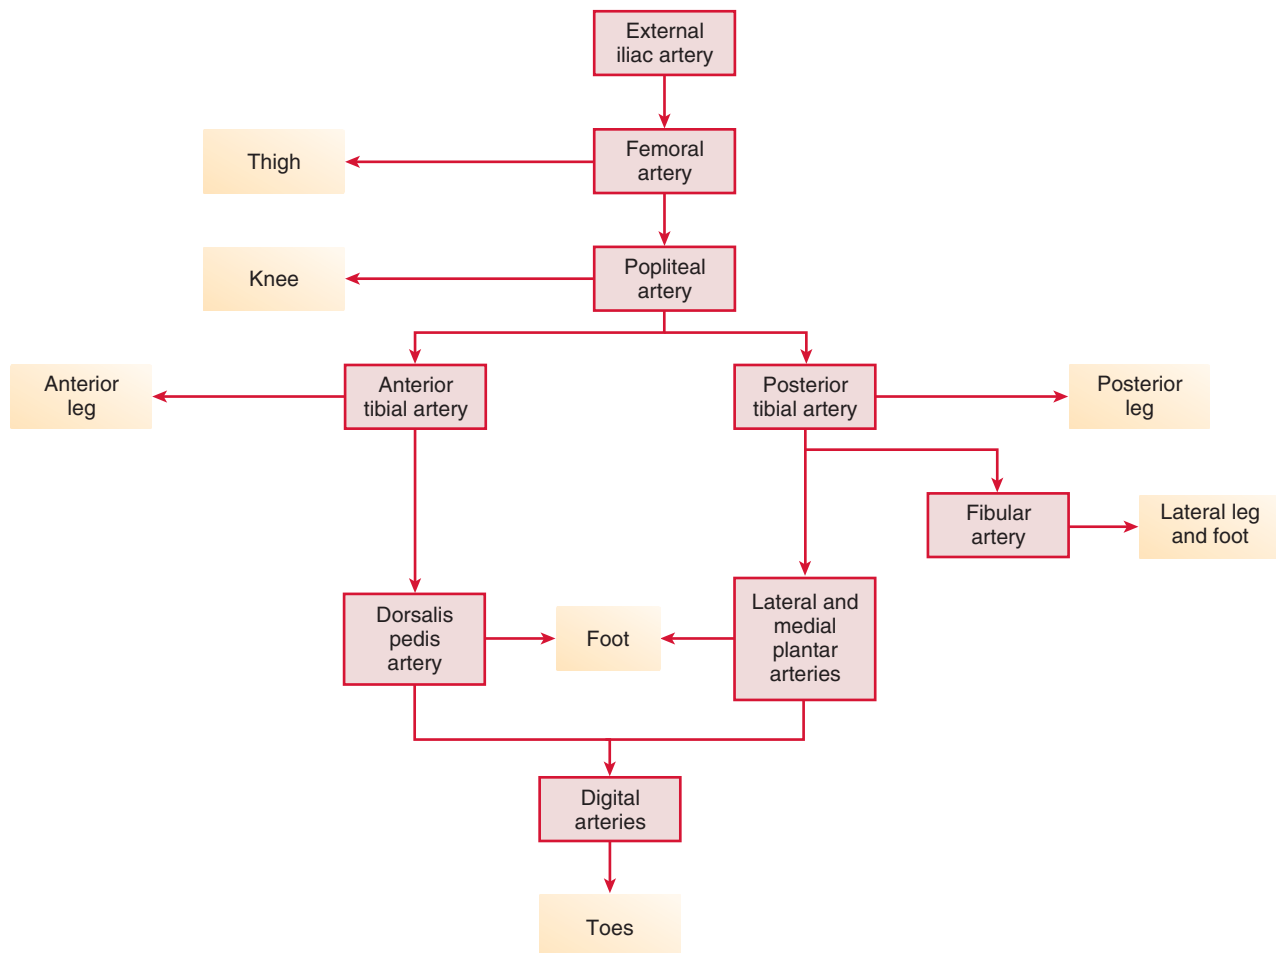 External
iliac artery
Thigh
Femoral
artery
Knee
Popliteal
artery
Anterior
leg
Anterior
tibial artery
Posterior
tibial artery
Posterior
leg
Fibular
artery
Lateral leg
and foot
Dorsalis
pedis
artery
Foot
Lateral and
medial
plantar
arteries
Digital
arteries
Toes